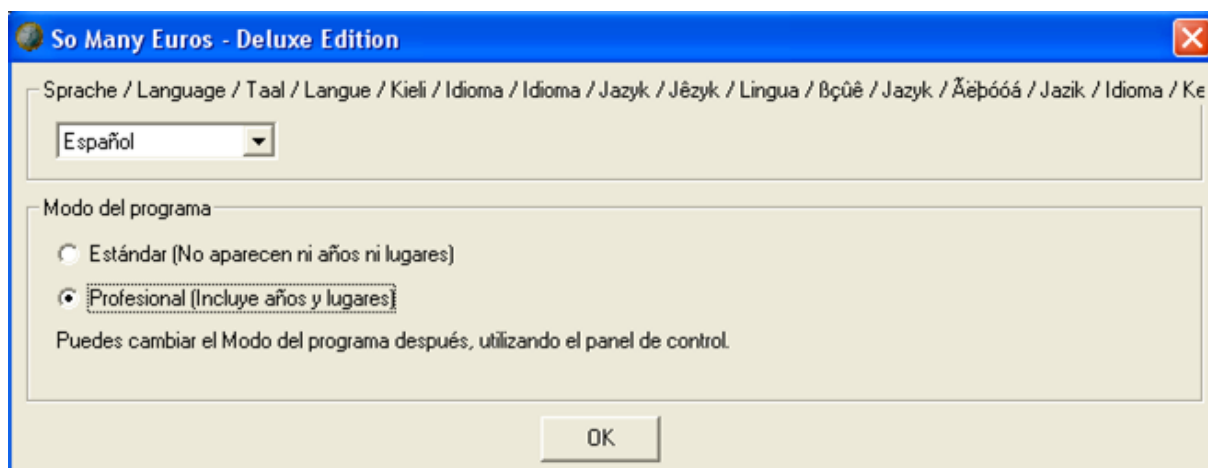 So Many Euros - Deluxe Edition
Sprache / Language / Taal / Langue / Kieli / Idioma / Idioma / Jazyk / Jêzyk / Lingua / ßçûê / Jazyk / Ãëþóóá / Jazik / Idioma / Ke
Español
Modo del programa
Estándar (No aparecen ni años ni lugares)
Profesional (Incluye años y lugares)
Puedes cambiar el Modo del programa después, utilizando el panel de control.
OK